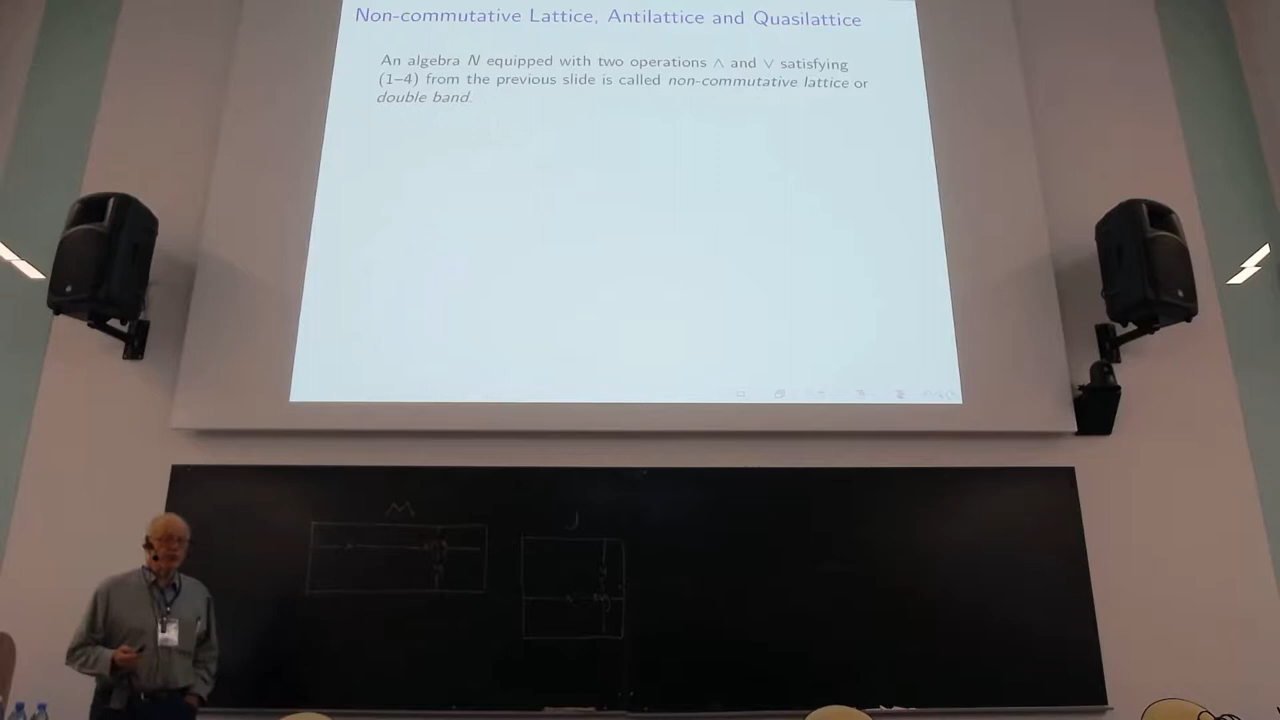 Non-commutative Lattice, Antilattice and Quasilattice
An algebra N equipped with two operations ∧ and ∨ satisfying
(1–4) from the previous slide is called non-commutative lattice or
double band.
M
J